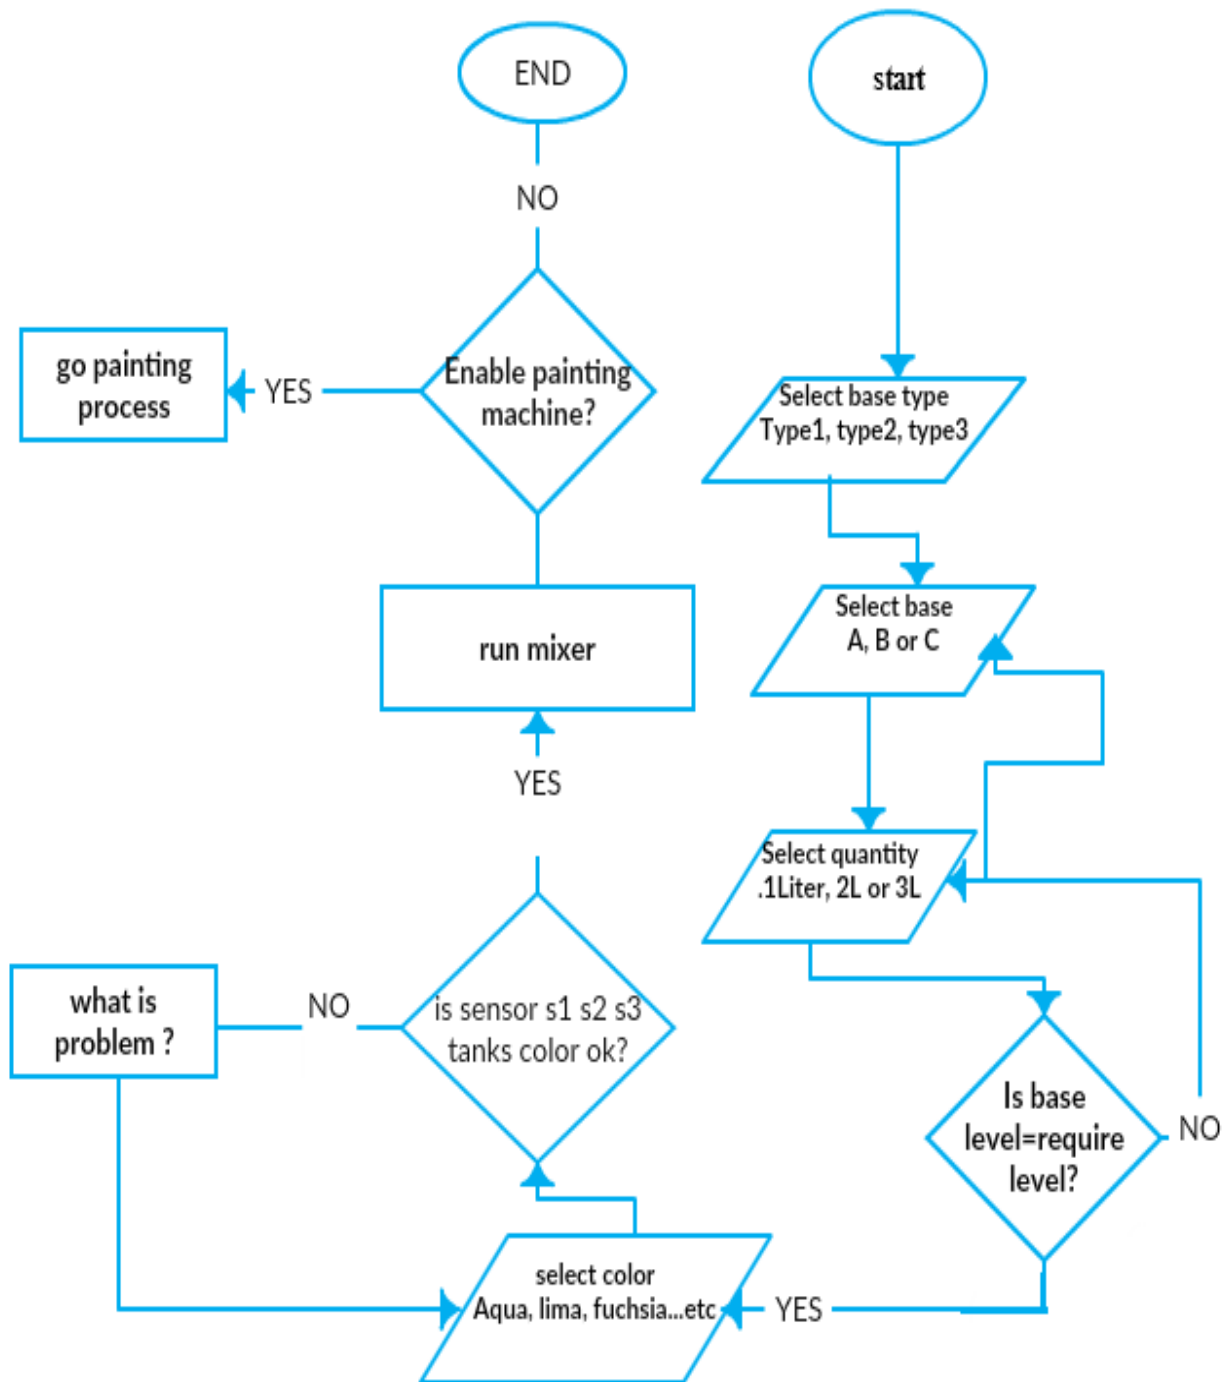 start
Select base type
Type1, type2, type3
Select base
A, B or C
Select quantity
.1Liter, 2L or 3L
Is base
level=require
level?
NO
YES
select color
Aqua, lima, fuchsia...etc
is sensor s1 s2 s3
tanks color ok?
NO
what is
problem ?
YES
run mixer
Enable painting
machine?
YES
go painting
process
NO
END